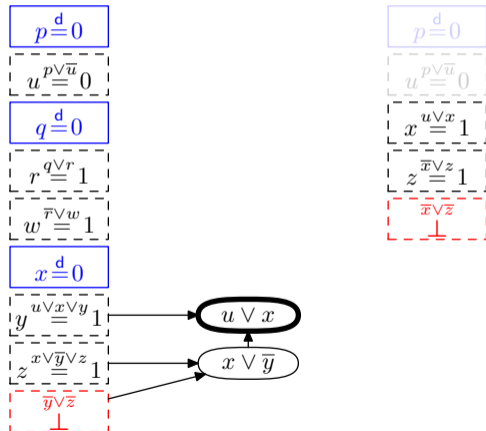 p d= 0
u p∨u̅= 0
q d= 0
r q∨r= 1
w r̅∨w= 1
x d= 0
y u∨x∨y= 1
z x∨y̅∨z= 1
y̅∨z̅
⊥
u ∨ x
x ∨ y̅
p d= 0
u p∨u̅= 0
x u∨x= 1
z x̅∨z= 1
x̅∨z̅
⊥